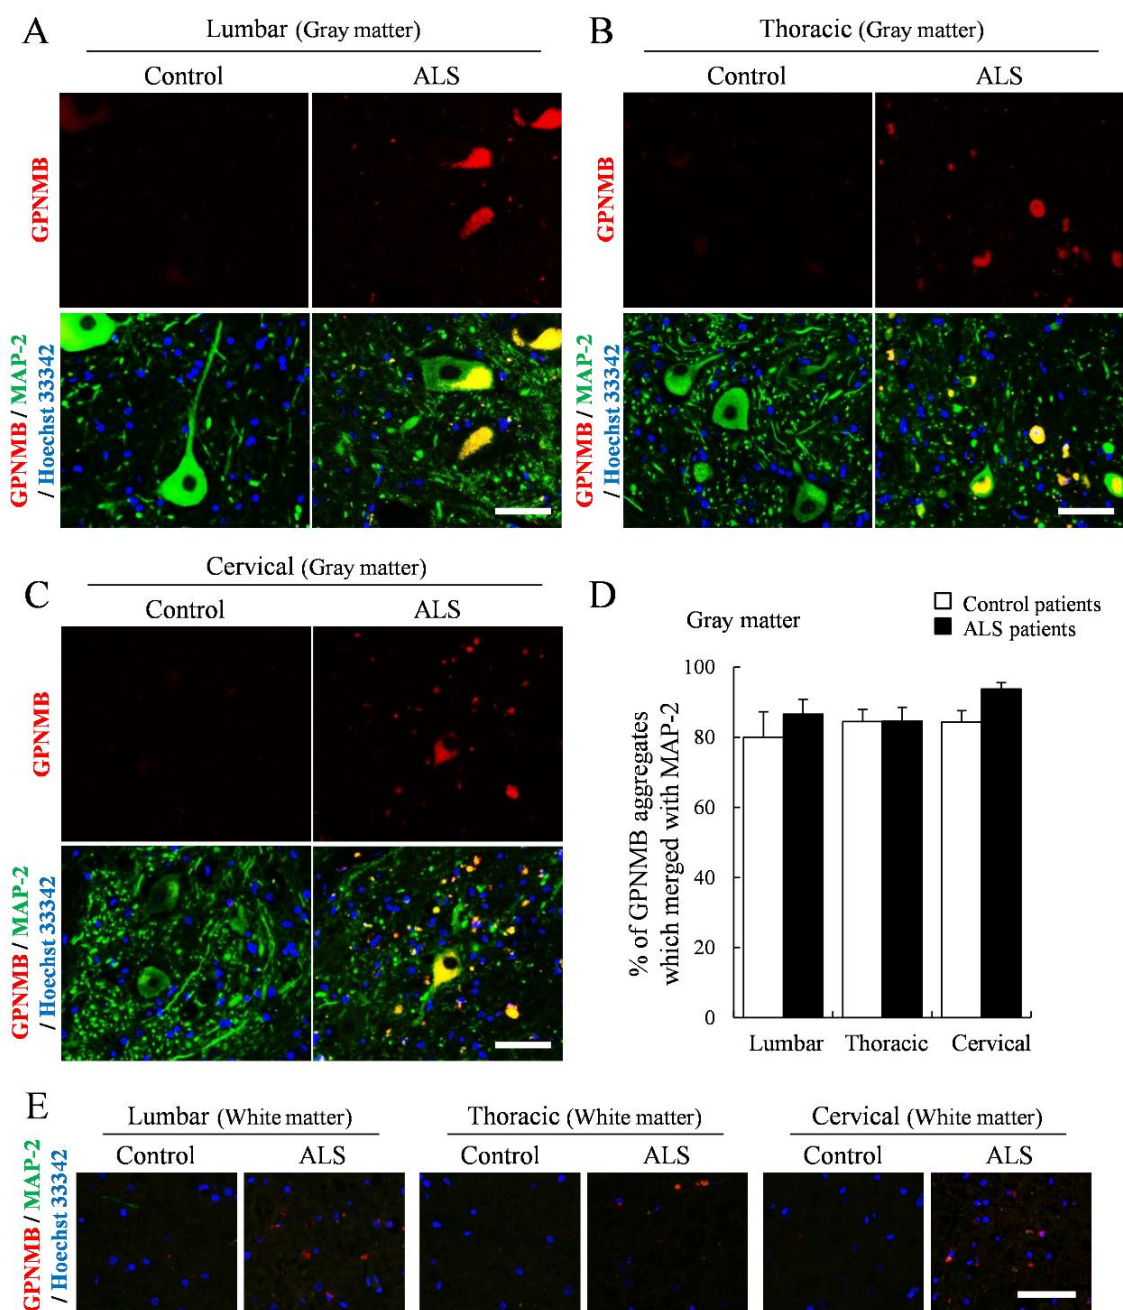 A
Lumbar (Gray matter)
Control
ALS
GPNMB
GPNMB / MAP-2
/ Hoechst 33342
B
Thoracic (Gray matter)
Control
ALS
GPNMB
GPNMB / MAP-2
/ Hoechst 33342
C
Cervical (Gray matter)
Control
ALS
GPNMB
GPNMB / MAP-2
/ Hoechst 33342
D
Gray matter
Control patients
ALS patients
% of GPNMB aggregates
which merged with MAP-2
100
80
60
40
20
0
Lumbar
Thoracic
Cervical
E
Lumbar (White matter)
Control
ALS
Thoracic (White matter)
Control
ALS
Cervical (White matter)
Control
ALS
GPNMB / MAP-2
/ Hoechst 33342